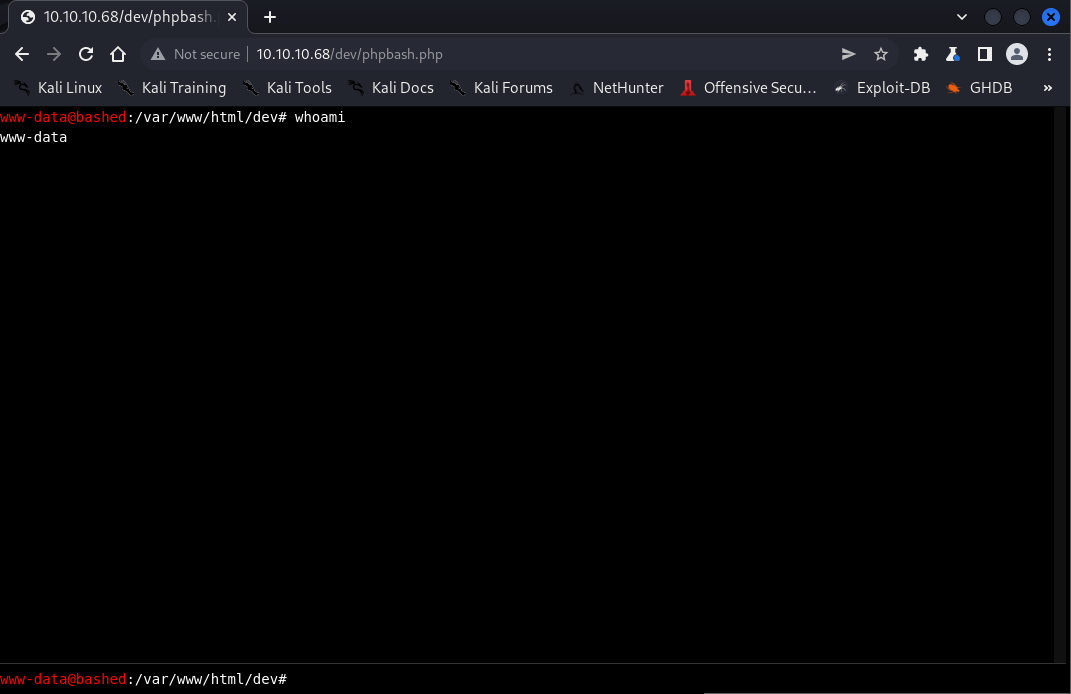 10.10.10.68/dev/phpbash.
Not secure 10.10.10.68/dev/phpbash.php
Kali Linux Kali Training Kali Tools Kali Docs Kali Forums NetHunter Offensive Secu… Exploit-DB GHDB »
www-data@bashed:/var/www/html/dev# whoami
www-data
www-data@bashed:/var/www/html/dev#